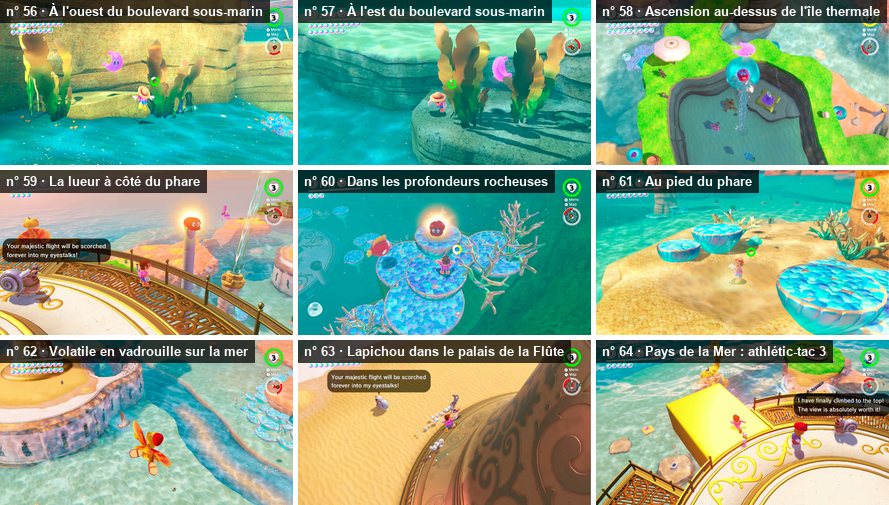 n° 56 · À l'ouest du boulevard sous-marin
n° 57 · À l'est du boulevard sous-marin
n° 58 · Ascension au-dessus de l'île thermale
n° 59 · La lueur à côté du phare
Your majestic flight will be scorched
forever into my eyestalks!
n° 60 · Dans les profondeurs rocheuses
n° 61 · Au pied du phare
n° 62 · Volatile en vadrouille sur la mer
n° 63 · Lapichou dans le palais de la Flûte
Your majestic flight will be scorched
forever into my eyestalks!
n° 64 · Pays de la Mer : athlétic-tac 3
I have finally climbed to the top!
The view is absolutely worth it!